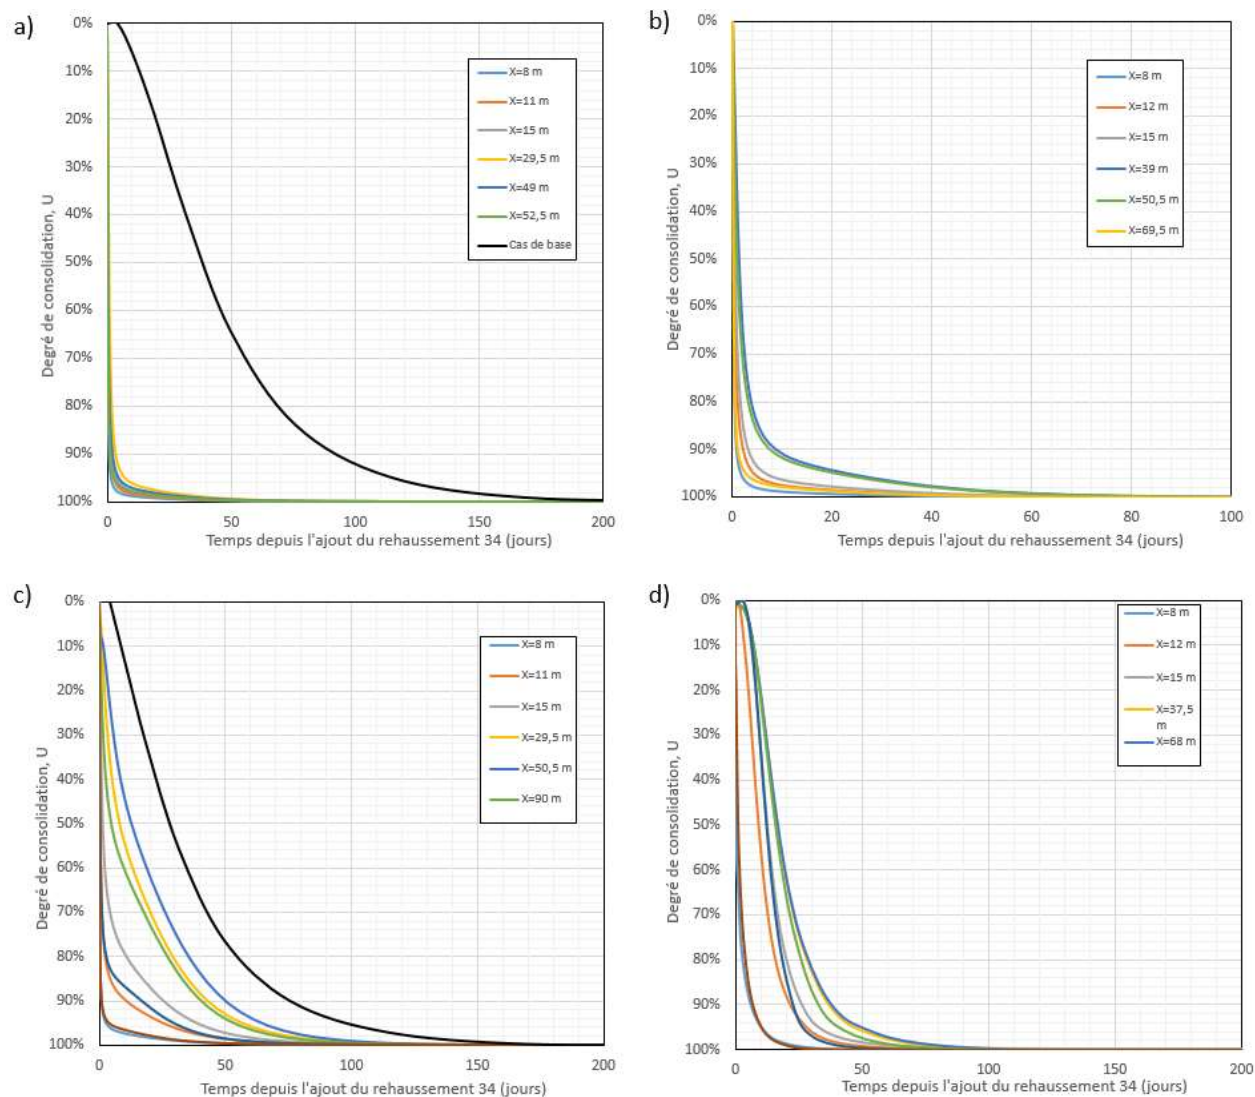 a)
0%
10%
20%
30%
40%
50%
60%
70%
80%
90%
100%
Degré de consolidation, U
X=8 m
X=11 m
X=15 m
X=29,5 m
X=49 m
X=52,5 m
Cas de base
0
50
100
150
200
Temps depuis l'ajout du rehaussement 34 (jours)
b)
0%
10%
20%
30%
40%
50%
60%
70%
80%
90%
100%
Degré de consolidation, U
X=8 m
X=12 m
X=15 m
X=39 m
X=50,5 m
X=69,5 m
0
20
40
60
80
100
Temps depuis l'ajout du rehaussement 34 (jours)
c)
0%
10%
20%
30%
40%
50%
60%
70%
80%
90%
100%
Degré de consolidation, U
X=8 m
X=11 m
X=15 m
X=29,5 m
X=50,5 m
X=90 m
0
50
100
150
200
Temps depuis l'ajout du rehaussement 34 (jours)
d)
0%
10%
20%
30%
40%
50%
60%
70%
80%
90%
100%
Degré de consolidation, U
X=8 m
X=12 m
X=15 m
X=37,5
m
X=68 m
0
50
100
150
200
Temps depuis l'ajout du rehaussement 34 (jours)